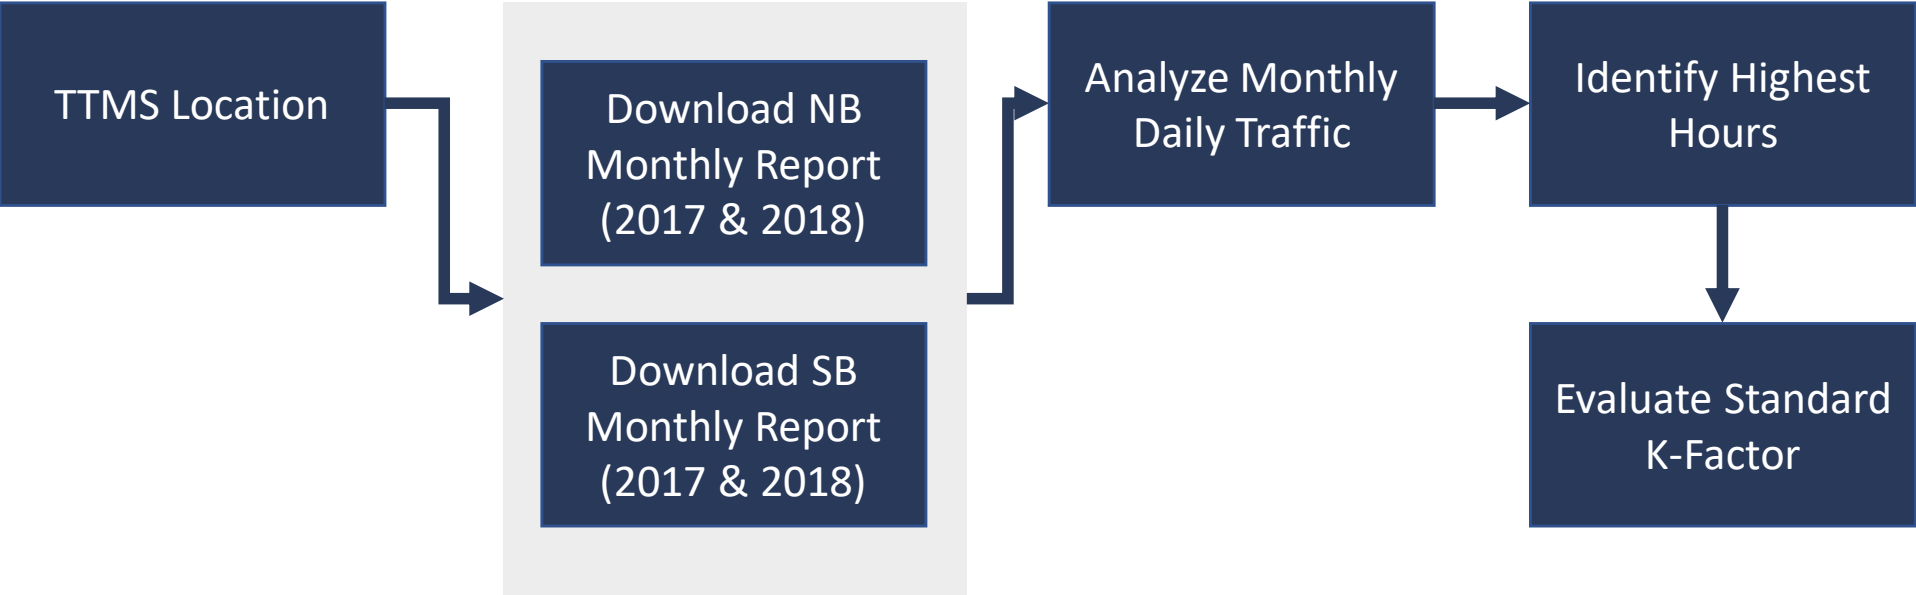 TTMS Location
Download NB
Monthly Report
(2017 & 2018)
Download SB
Monthly Report
(2017 & 2018)
Analyze Monthly
Daily Traffic
Identify Highest
Hours
Evaluate Standard
K-Factor